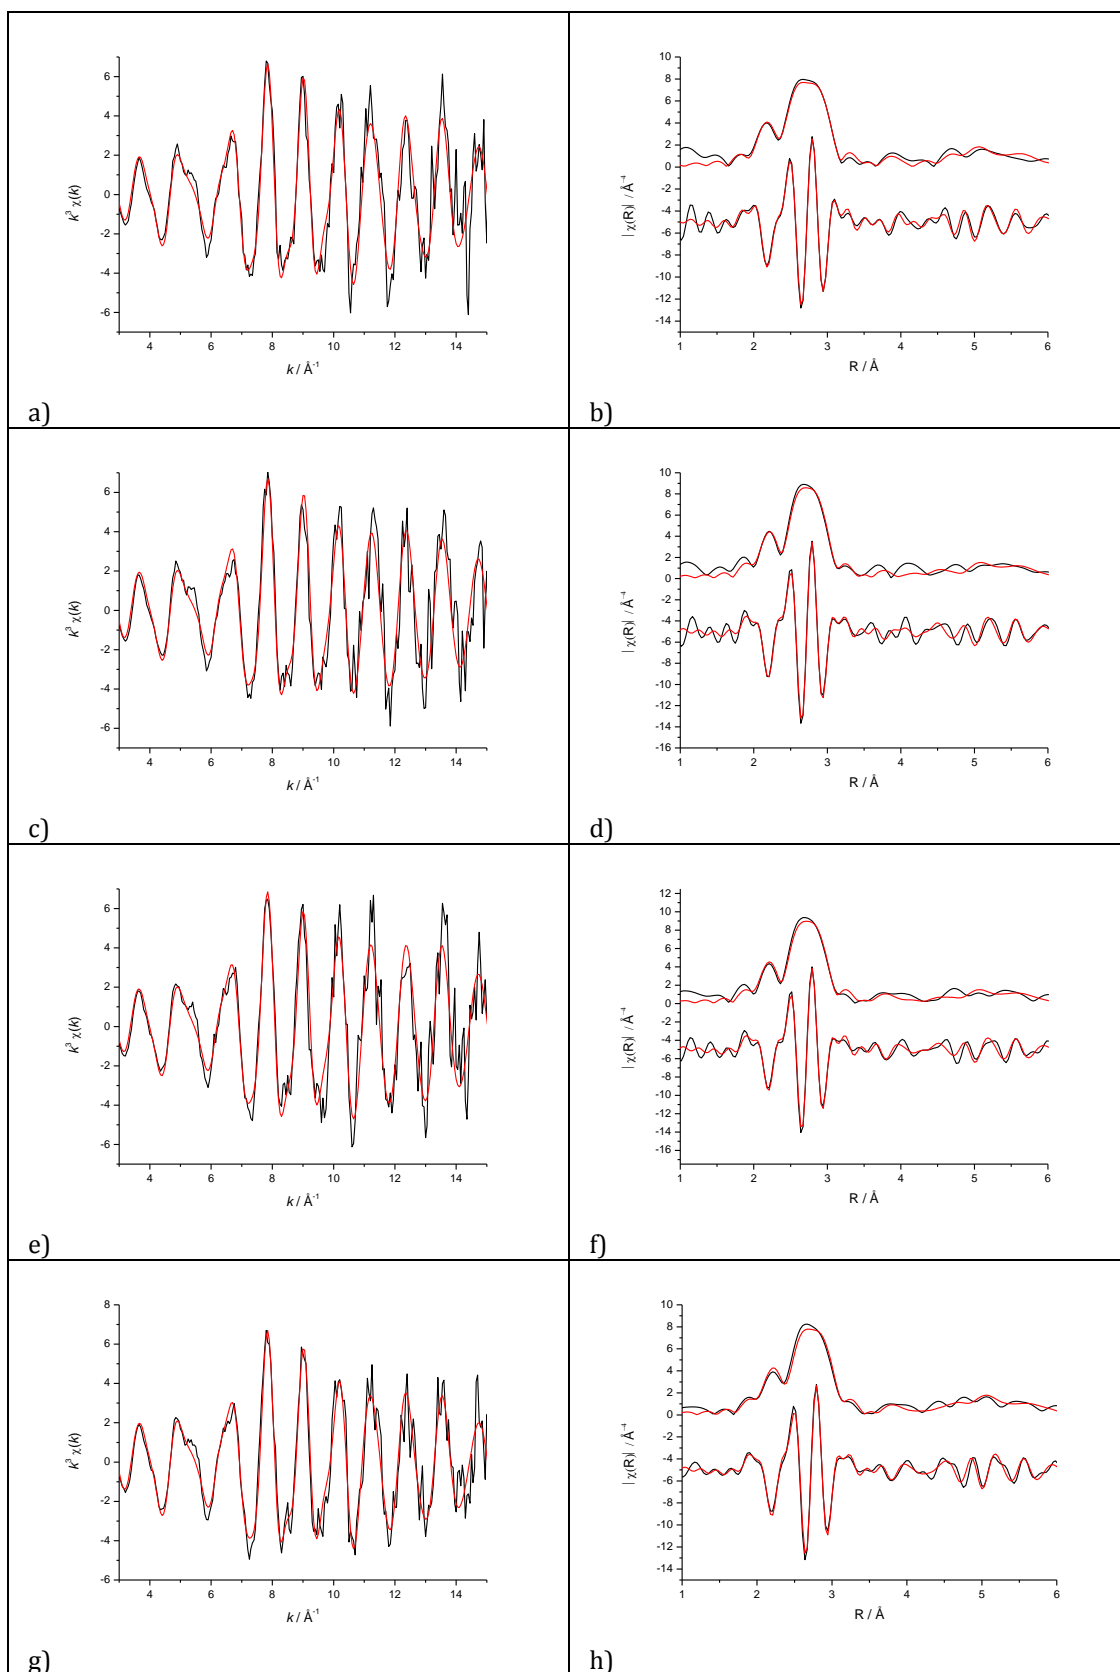 6
4
2
0
-2
-4
-6
k³ χ(k)
4 6 8 10 12 14
k / Å⁻¹
a)
10
8
6
4
2
0
-2
-4
-6
-8
-10
-12
-14
|χ(R)| / Å⁻⁴
1 2 3 4 5 6
R / Å
b)
6
4
2
0
-2
-4
-6
k³ χ(k)
4 6 8 10 12 14
k / Å⁻¹
c)
10
8
6
4
2
0
-2
-4
-6
-8
-10
-12
-14
-16
|χ(R)| / Å⁻⁴
1 2 3 4 5 6
R / Å
d)
6
4
2
0
-2
-4
-6
k³ χ(k)
4 6 8 10 12 14
k / Å⁻¹
e)
12
10
8
6
4
2
0
-2
-4
-6
-8
-10
-12
-14
-16
|χ(R)| / Å⁻⁴
1 2 3 4 5 6
R / Å
f)
8
6
4
2
0
-2
-4
-6
k³ χ(k)
4 6 8 10 12 14
k / Å⁻¹
g)
10
8
6
4
2
0
-2
-4
-6
-8
-10
-12
-14
|χ(R)| / Å⁻⁴
1 2 3 4 5 6
R / Å
h)